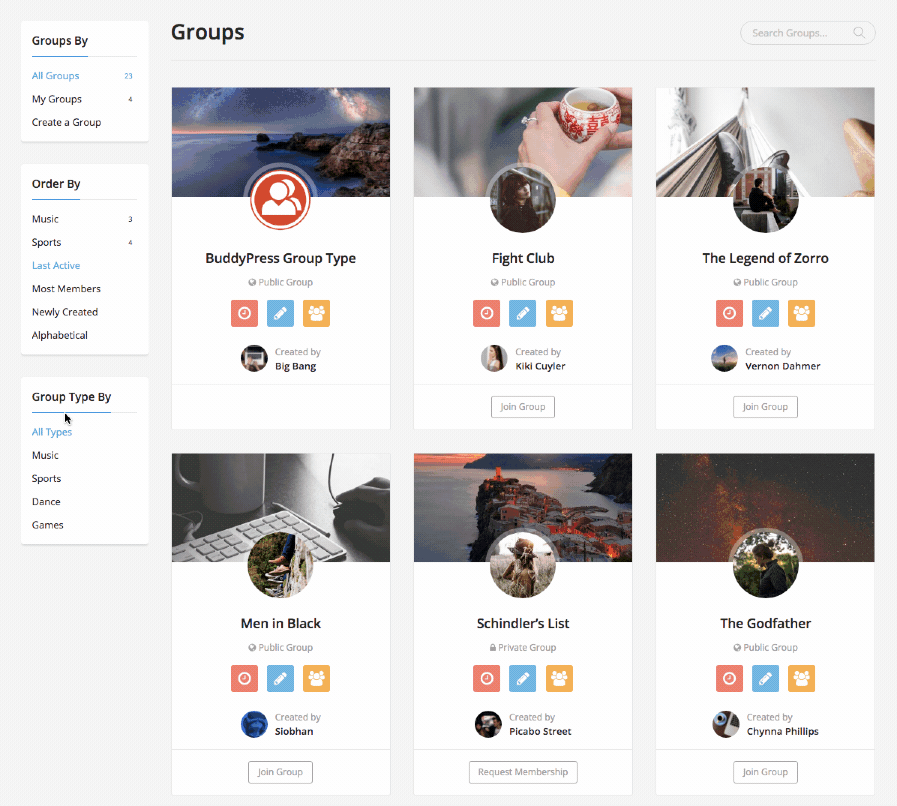 Groups By
All Groups 23
My Groups 4
Create a Group
Order By
Music 3
Sports 4
Last Active
Most Members
Newly Created
Alphabetical
Group Type By
All Types
Music
Sports
Dance
Games
Groups
Search Groups...
BuddyPress Group Type
Public Group
Created by
Big Bang
Fight Club
Public Group
Created by
Kiki Cuyler
Join Group
The Legend of Zorro
Public Group
Created by
Vernon Dahmer
Join Group
Men in Black
Public Group
Created by
Siobhan
Join Group
Schindler's List
Private Group
Created by
Picabo Street
Request Membership
The Godfather
Public Group
Created by
Chynna Phillips
Join Group